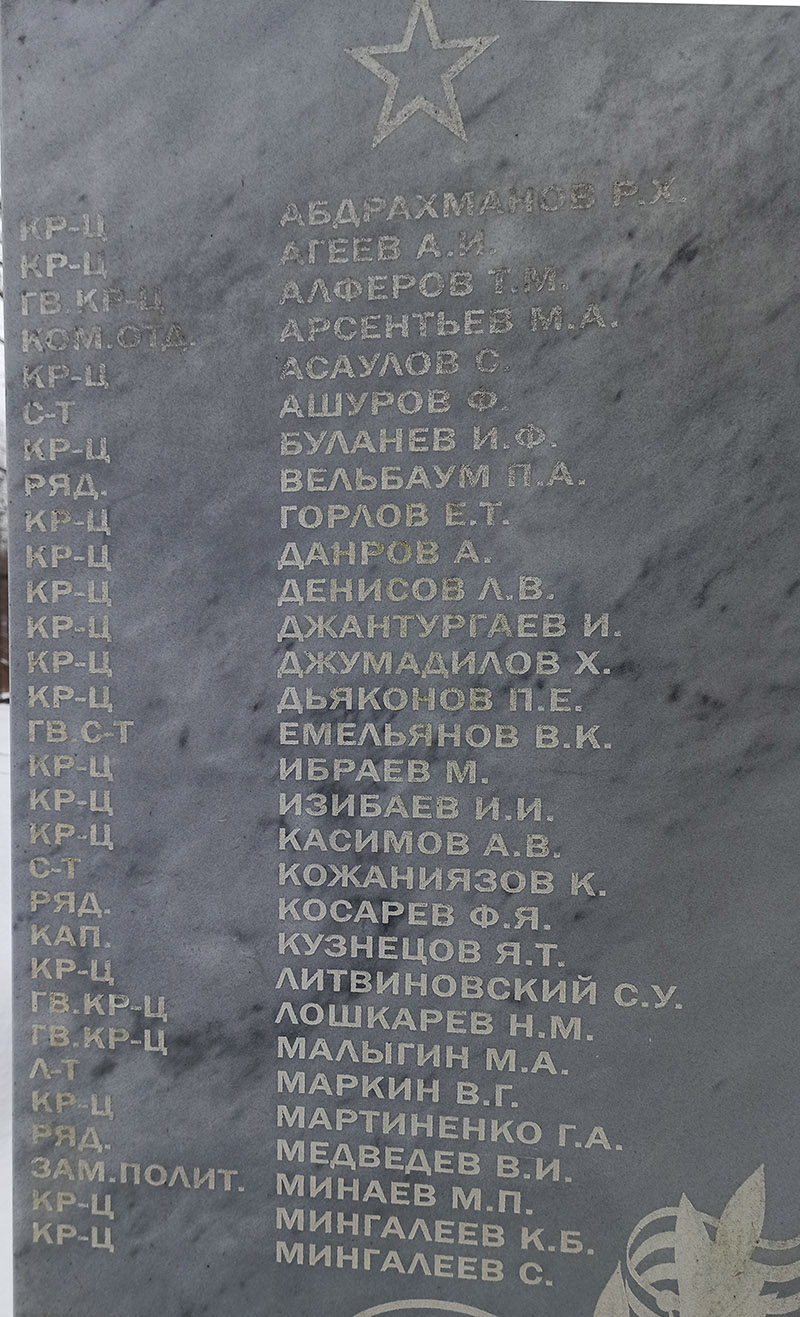 КР-Ц АБДРАХМАНОВ Р.Х.
КР-Ц АГЕЕВ А.И.
ГВ.КР-Ц АЛФЕРОВ Т.М.
КОМ.ОТД. АРСЕНТЬЕВ М.А.
КР-Ц АСАУЛОВ С.
С-Т АШУРОВ Ф.
КР-Ц БУЛАНЕВ И.Ф.
РЯД. ВЕЛЬБАУМ П.А.
КР-Ц ГОРЛОВ Е.Т.
КР-Ц ДАНРОВ А.
КР-Ц ДЕНИСОВ Л.В.
КР-Ц ДЖАНТУРГАЕВ И.
КР-Ц ДЖУМАДИЛОВ Х.
КР-Ц ДЬЯКОНОВ П.Е.
ГВ.С-Т ЕМЕЛЬЯНОВ В.К.
КР-Ц ИБРАЕВ М.
КР-Ц ИЗИБАЕВ И.И.
КР-Ц КАСИМОВ А.В.
С-Т КОЖАНИЯЗОВ К.
РЯД. КОСАРЕВ Ф.Я.
КАП. КУЗНЕЦОВ Я.Т.
КР-Ц ЛИТВИНОВСКИЙ С.У.
ГВ.КР-Ц ЛОШКАРЕВ Н.М.
ГВ.КР-Ц МАЛЫГИН М.А.
Л-Т МАРКИН В.Г.
КР-Ц МАРТИНЕНКО Г.А.
РЯД. МЕДВЕДЕВ В.И.
ЗАМ.ПОЛИТ. МИНАЕВ М.П.
КР-Ц МИНГАЛЕЕВ К.Б.
КР-Ц МИНГАЛЕЕВ С.